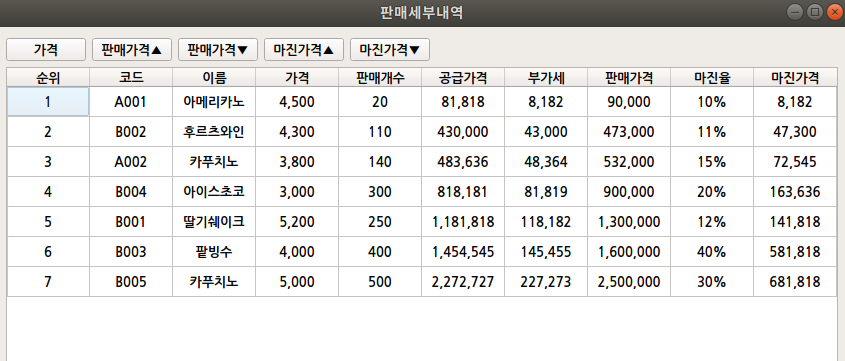 판매세부내역
가격 판매가격▲ 판매가격▼ 마진가격▲ 마진가격▼
순위 코드 이름 가격 판매개수 공급가격 부가세 판매가격 마진율 마진가격
1 A001 아메리카노 4,500 20 81,818 8,182 90,000 10% 8,182
2 B002 후르츠와인 4,300 110 430,000 43,000 473,000 11% 47,300
3 A002 카푸치노 3,800 140 483,636 48,364 532,000 15% 72,545
4 B004 아이스초코 3,000 300 818,181 81,819 900,000 20% 163,636
5 B001 딸기쉐이크 5,200 250 1,181,818 118,182 1,300,000 12% 141,818
6 B003 팥빙수 4,000 400 1,454,545 145,455 1,600,000 40% 581,818
7 B005 카푸치노 5,000 500 2,272,727 227,273 2,500,000 30% 681,818